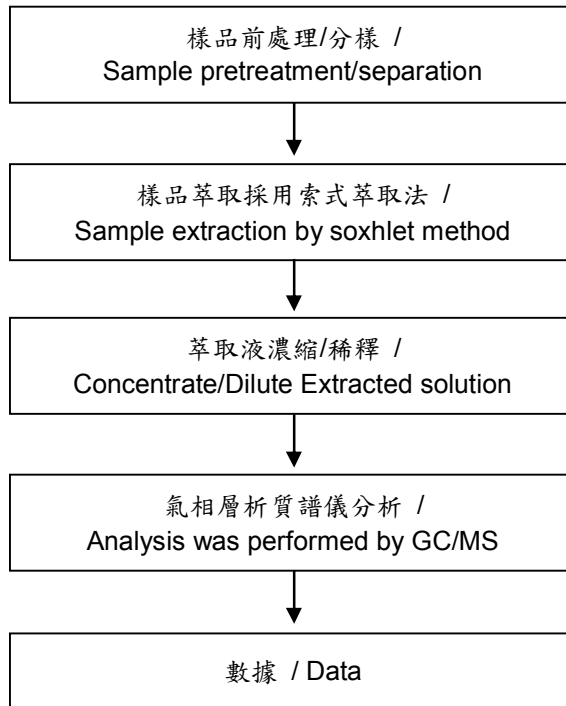 樣品前處理/分樣 /
Sample pretreatment/separation
樣品萃取採用索式萃取法 /
Sample extraction by soxhlet method
萃取液濃縮/稀釋 /
Concentrate/Dilute Extracted solution
氣相層析質譜儀分析 /
Analysis was performed by GC/MS
數據 / Data